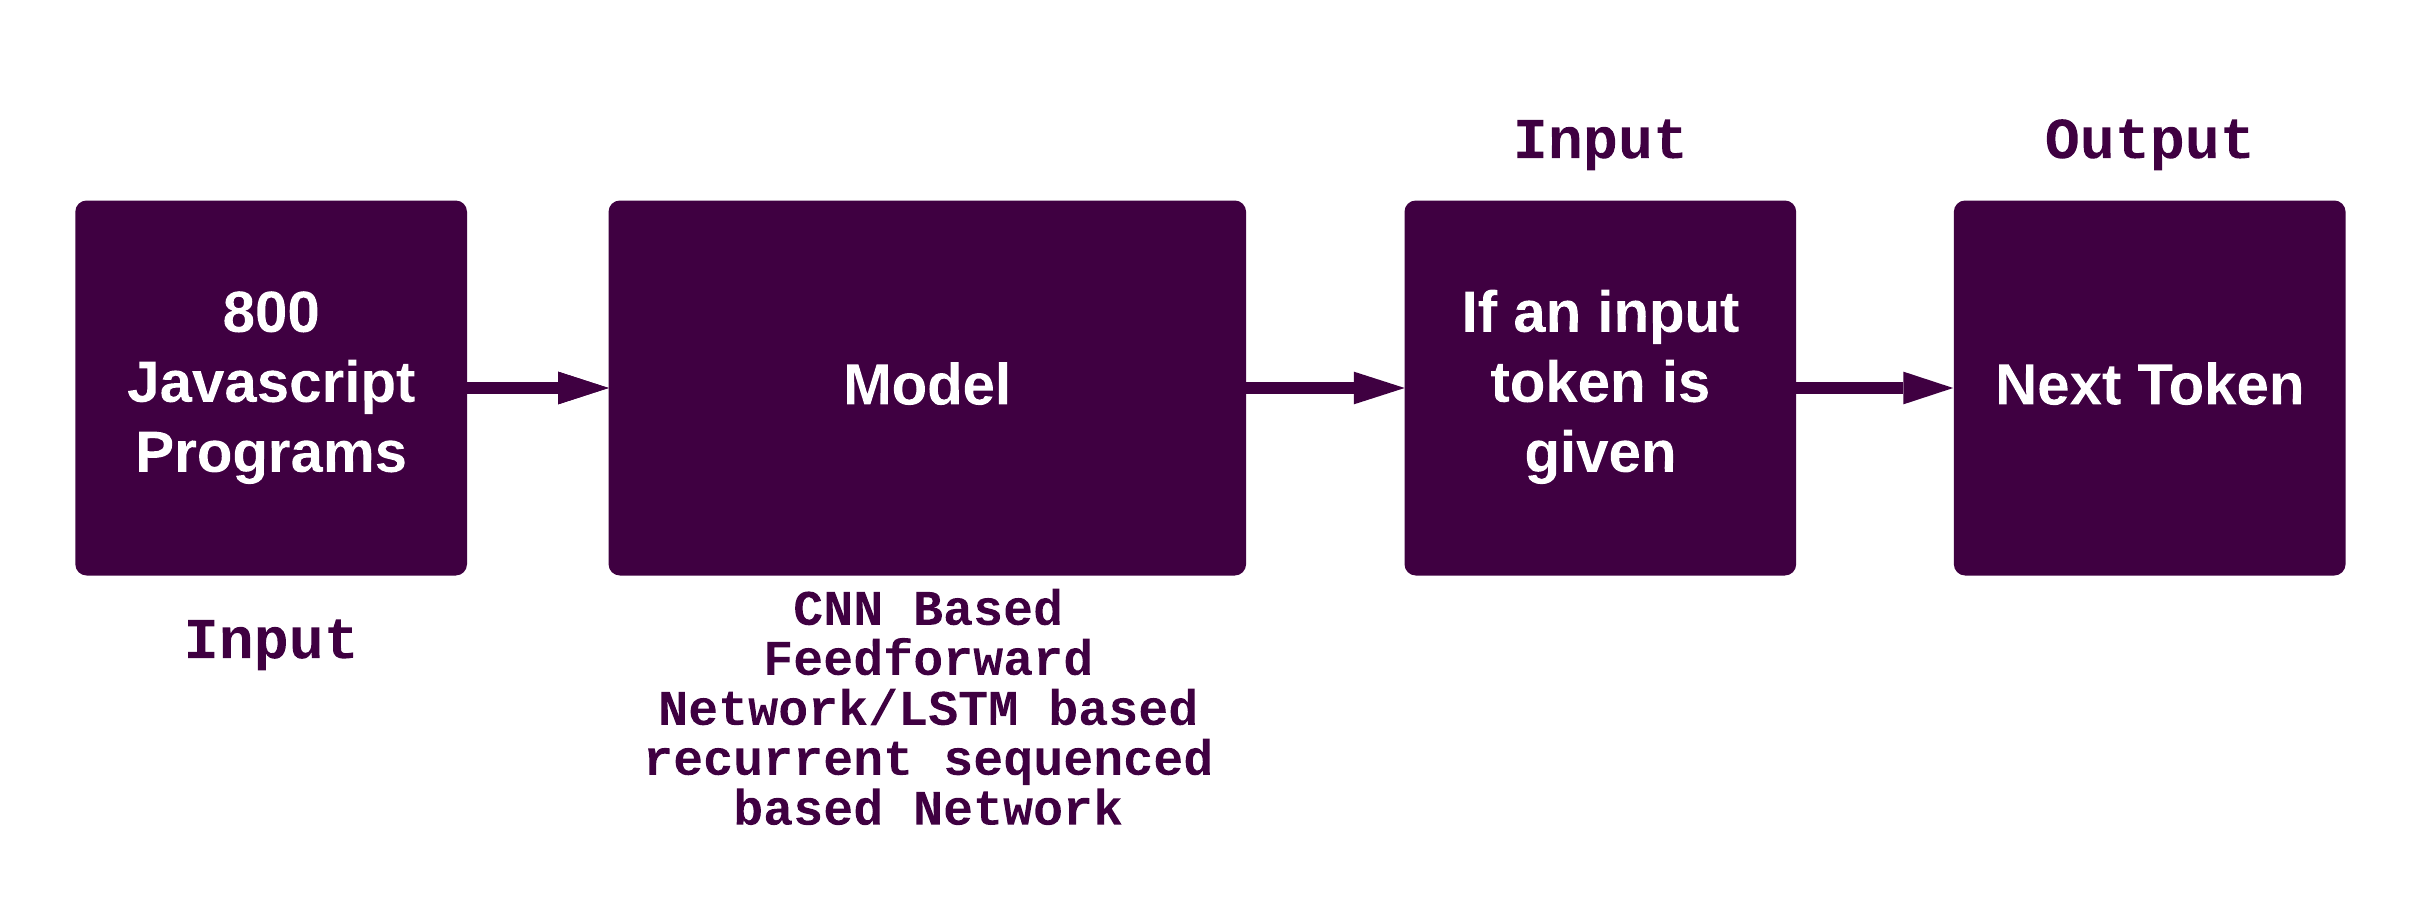 Input
Output
800
Javascript
Programs
Model
If an input
token is
given
Next Token
Input
CNN Based
Feedforward
Network/LSTM based
recurrent sequenced
based Network